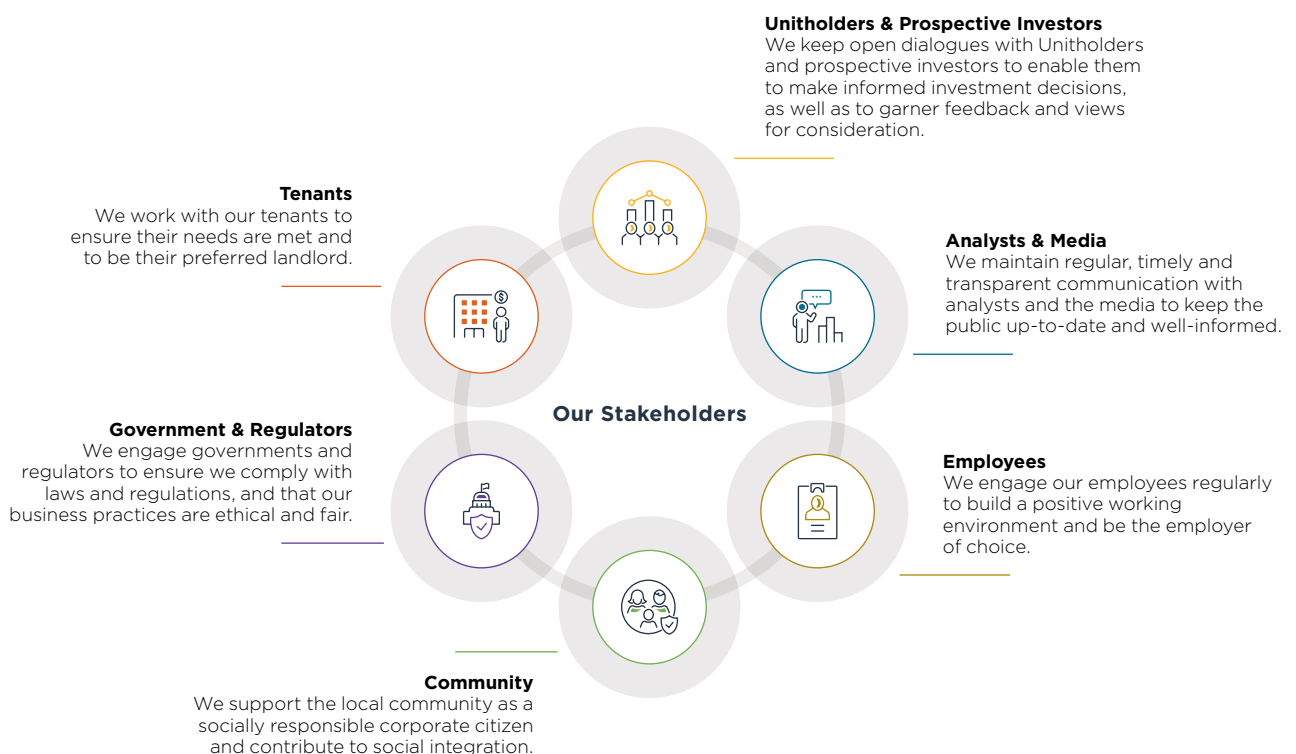 Unitholders & Prospective Investors
We keep open dialogues with Unitholders
and prospective investors to enable them
to make informed investment decisions,
as well as to garner feedback and views
for consideration.
Analysts & Media
We maintain regular, timely and
transparent communication with
analysts and the media to keep the
public up-to-date and well-informed.
Employees
We engage our employees regularly
to build a positive working
environment and be the employer
of choice.
Community
We support the local community as a
socially responsible corporate citizen
and contribute to social integration.
Government & Regulators
We engage governments and
regulators to ensure we comply with
laws and regulations, and that our
business practices are ethical and fair.
Tenants
We work with our tenants to
ensure their needs are met and
to be their preferred landlord.
$
Our Stakeholders